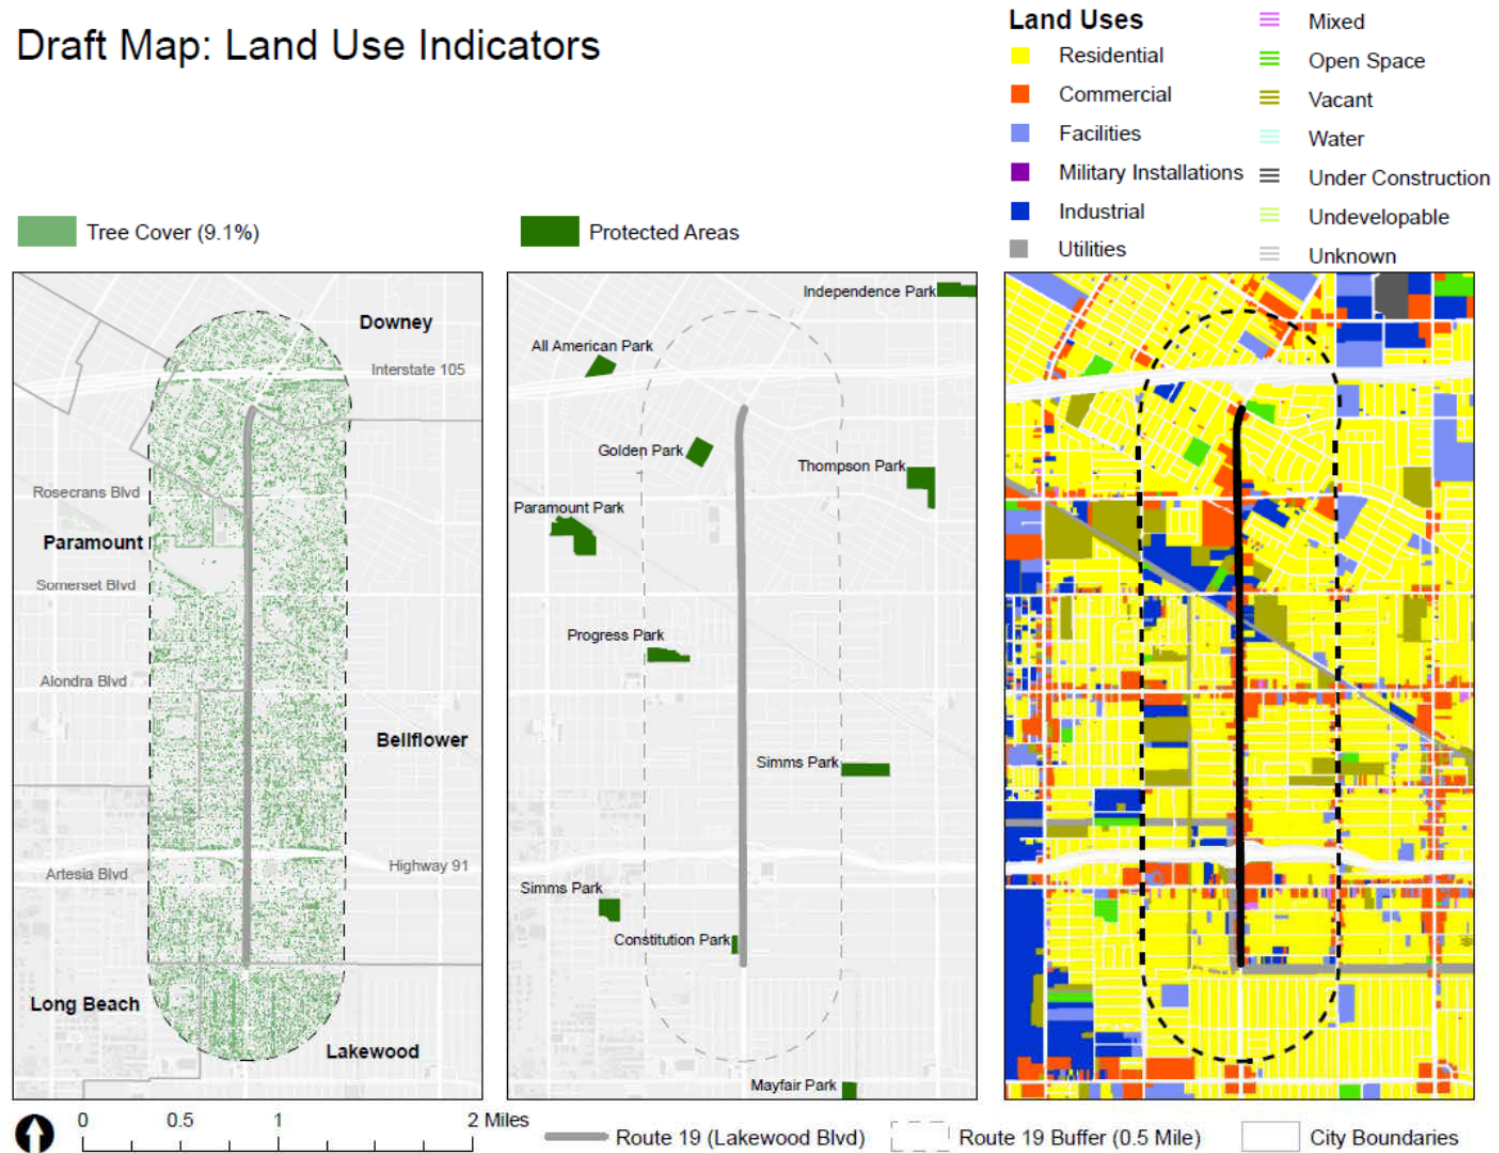 Draft Map: Land Use Indicators
Land Uses
Residential
Commercial
Facilities
Military Installations
Industrial
Utilities
Mixed
Open Space
Vacant
Water
Under Construction
Undevelopable
Unknown
Tree Cover (9.1%)
Protected Areas
Downey
Interstate 105
Rosecrans Blvd
Paramount
Somerset Blvd
Alondra Blvd
Bellflower
Highway 91
Artesia Blvd
Long Beach
Lakewood
Independence Park
All American Park
Golden Park
Thompson Park
Paramount Park
Progress Park
Simms Park
Simms Park
Constitution Park
Mayfair Park
0 0.5 1 2 Miles
Route 19 (Lakewood Blvd)
Route 19 Buffer (0.5 Mile)
City Boundaries